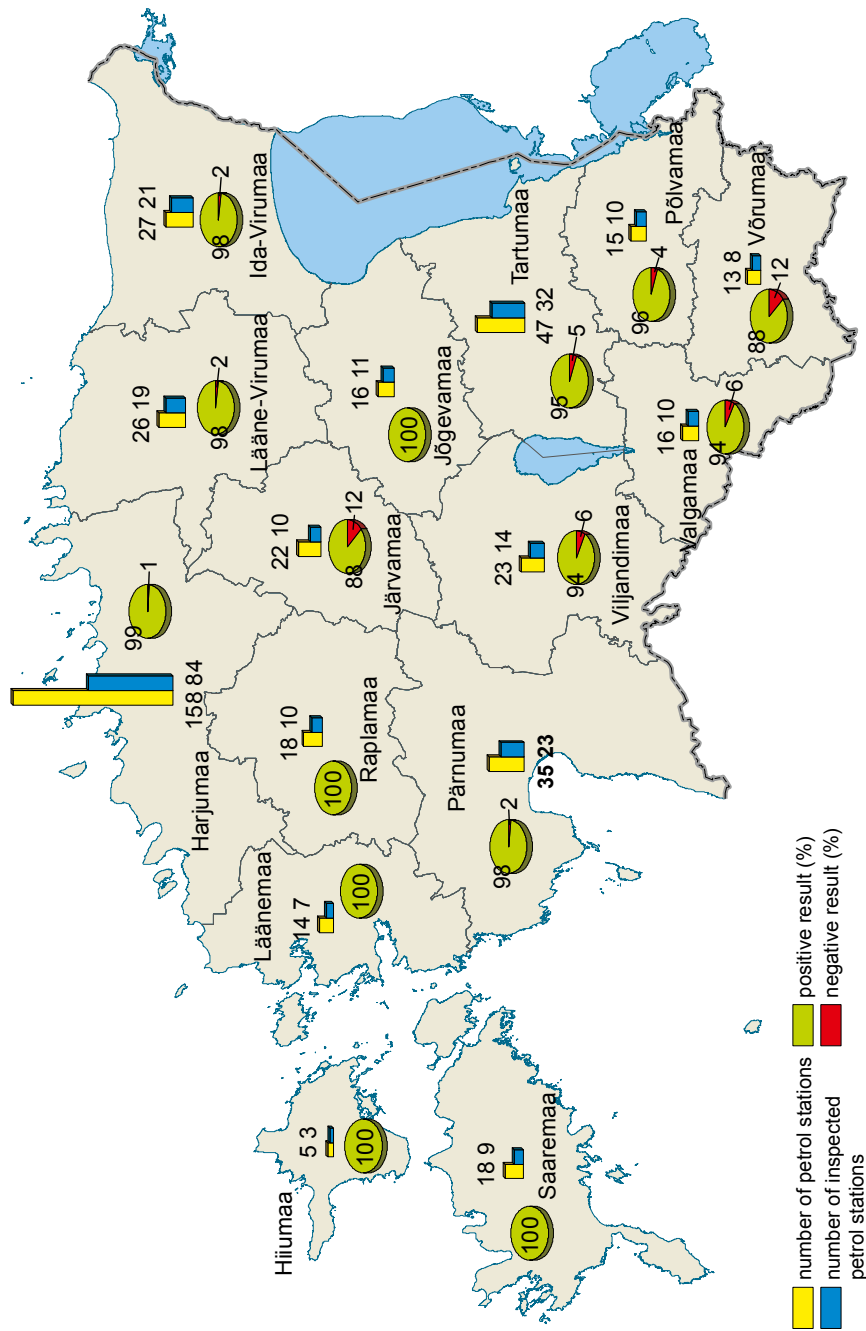 27 21
98
2
Ida-Virumaa
26 19
98
2
Lääne-Virumaa
99
1
158 84
Harjumaa
22 10
88
12
Järvamaa
16 11
100
Jõgevamaa
18 10
100
Raplamaa
14 7
100
Läänemaa
5 3
100
Hiiumaa
18 9
100
Saaremaa
Pärnumaa
98
2
35 23
23 14
94
6
Viljandimaa
Tartumaa
47 32
95
5
15 10
96
4
Põlvamaa
16 10
94
6
Valgamaa
13 8
88
12
Võrumaa
number of petrol stations
number of inspected
petrol stations
positive result (%)
negative result (%)